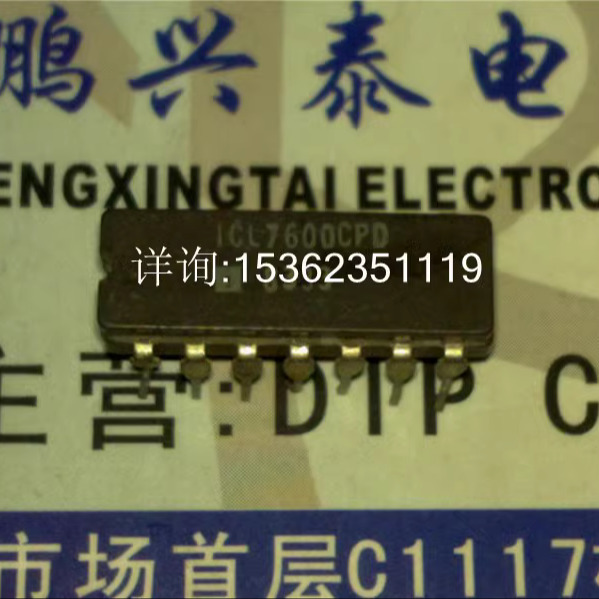 鹏兴泰电
ENGXINGTAI ELECTRO
ICL7600CPD
详询:15362351119
主营:DIP C
市场首层C1117